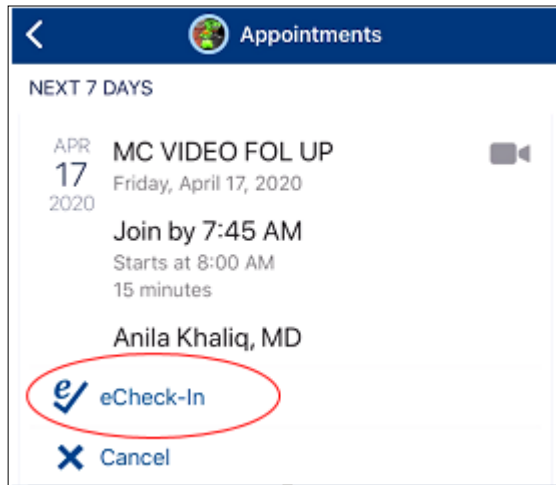 Appointments
NEXT 7 DAYS
APR
17
2020
MC VIDEO FOL UP
Friday, April 17, 2020
Join by 7:45 AM
Starts at 8:00 AM
15 minutes
Anila Khaliq, MD
eCheck-In
Cancel